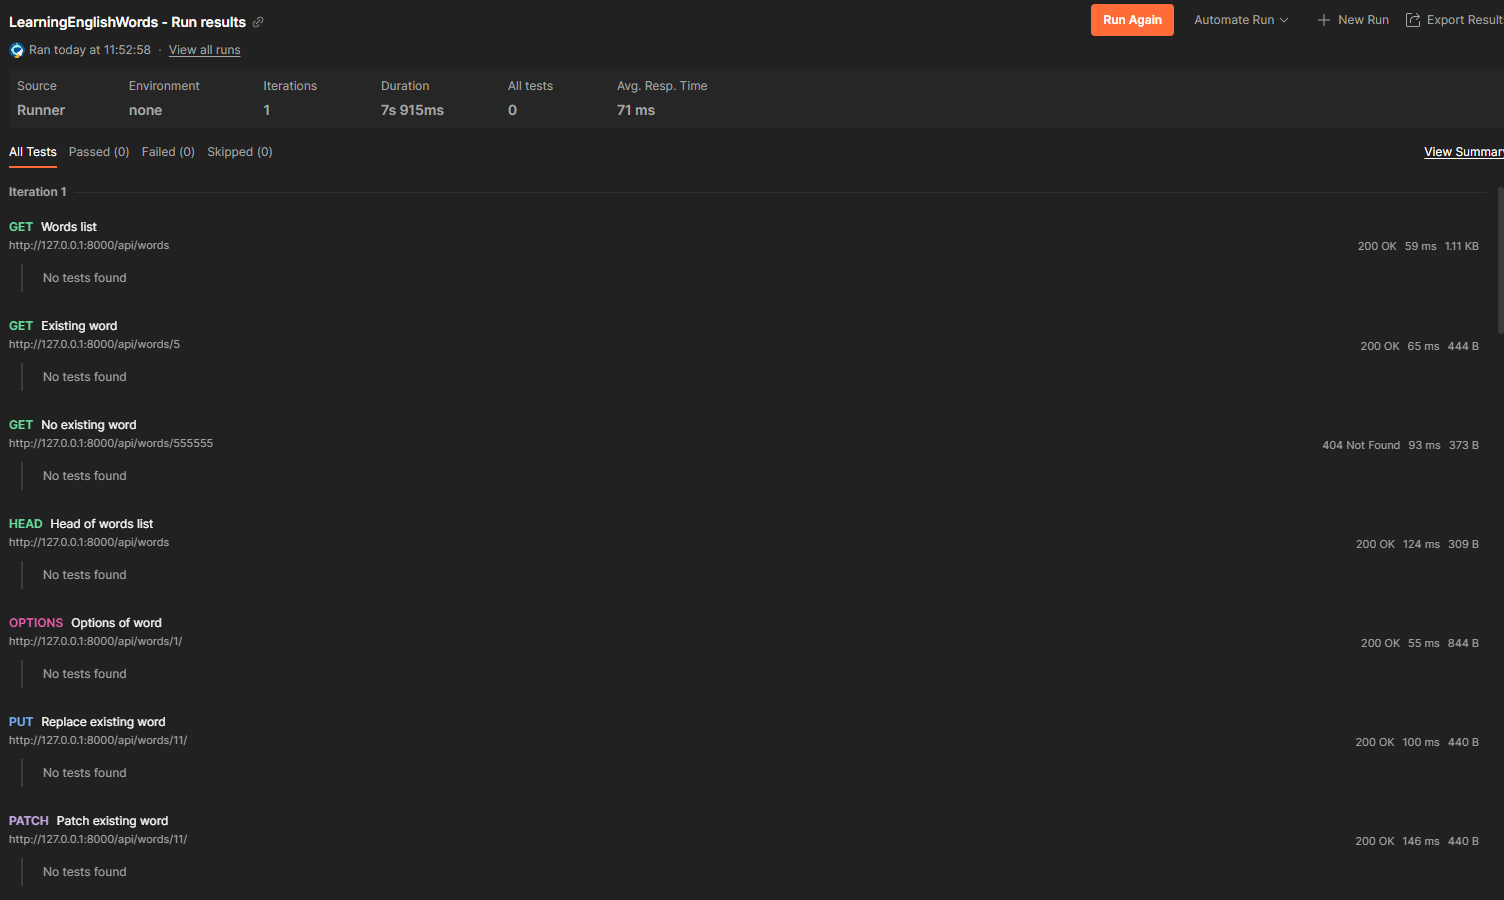 LearningEnglishWords - Run results
Run Again Automate Run New Run Export Result
Ran today at 11:52:58 · View all runs
Source Environment Iterations Duration All tests Avg. Resp. Time
Runner none 1 7s 915ms 0 71 ms
All Tests Passed (0) Failed (0) Skipped (0) View Summar
Iteration 1
GET Words list
http://127.0.0.1:8000/api/words
200 OK 59 ms 1.11 KB
No tests found
GET Existing word
http://127.0.0.1:8000/api/words/5
200 OK 65 ms 444 B
No tests found
GET No existing word
http://127.0.0.1:8000/api/words/555555
404 Not Found 93 ms 373 B
No tests found
HEAD Head of words list
http://127.0.0.1:8000/api/words
200 OK 124 ms 309 B
No tests found
OPTIONS Options of word
http://127.0.0.1:8000/api/words/1/
200 OK 55 ms 844 B
No tests found
PUT Replace existing word
http://127.0.0.1:8000/api/words/11/
200 OK 100 ms 440 B
No tests found
PATCH Patch existing word
http://127.0.0.1:8000/api/words/11/
200 OK 146 ms 440 B
No tests found